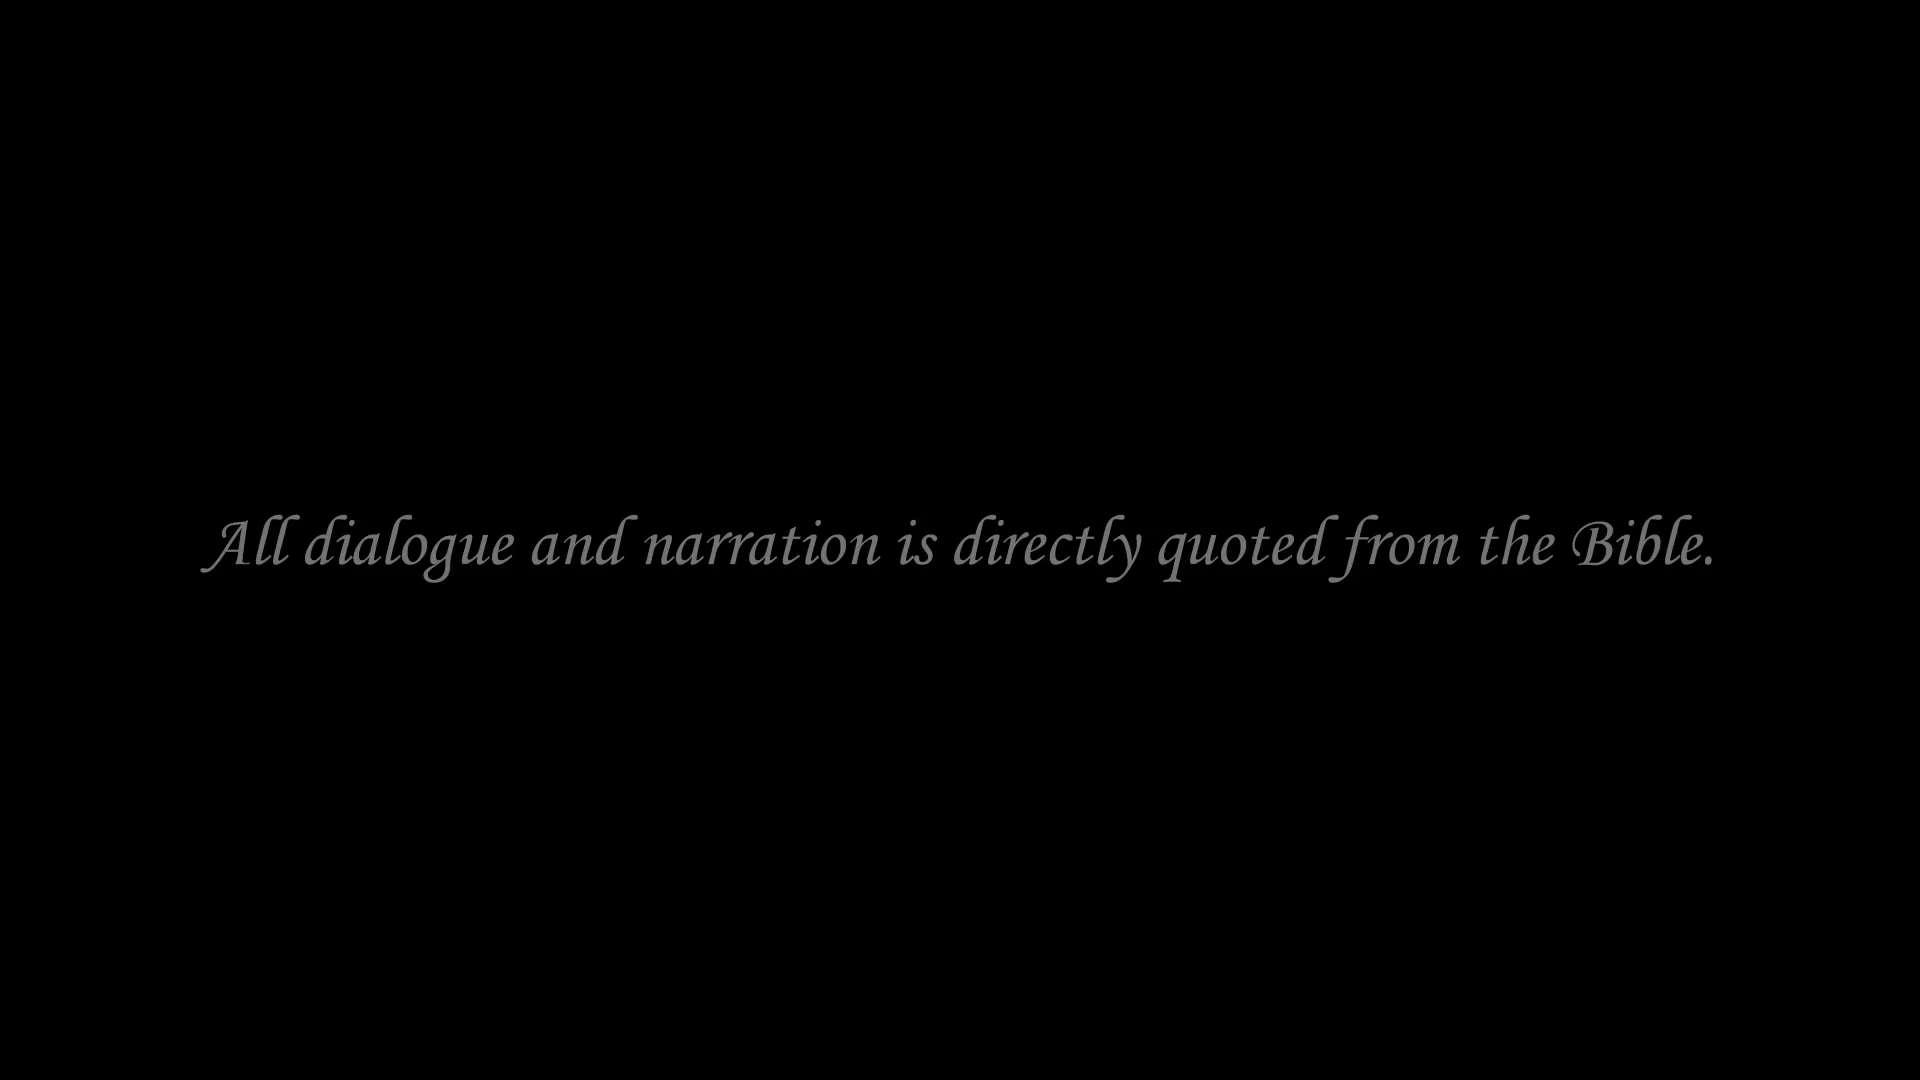 All dialogue and narration is directly quoted from the Bible.